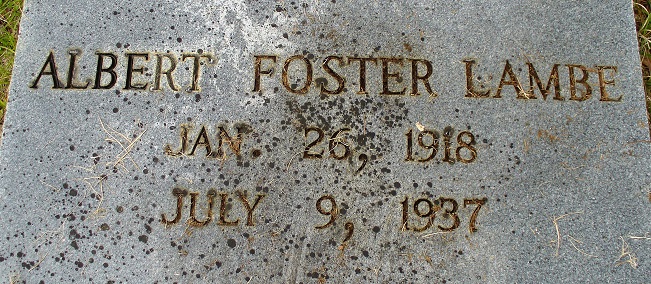 ALBERT FOSTER LAMBE
JAN. 26, 1918
JULY 9, 1937